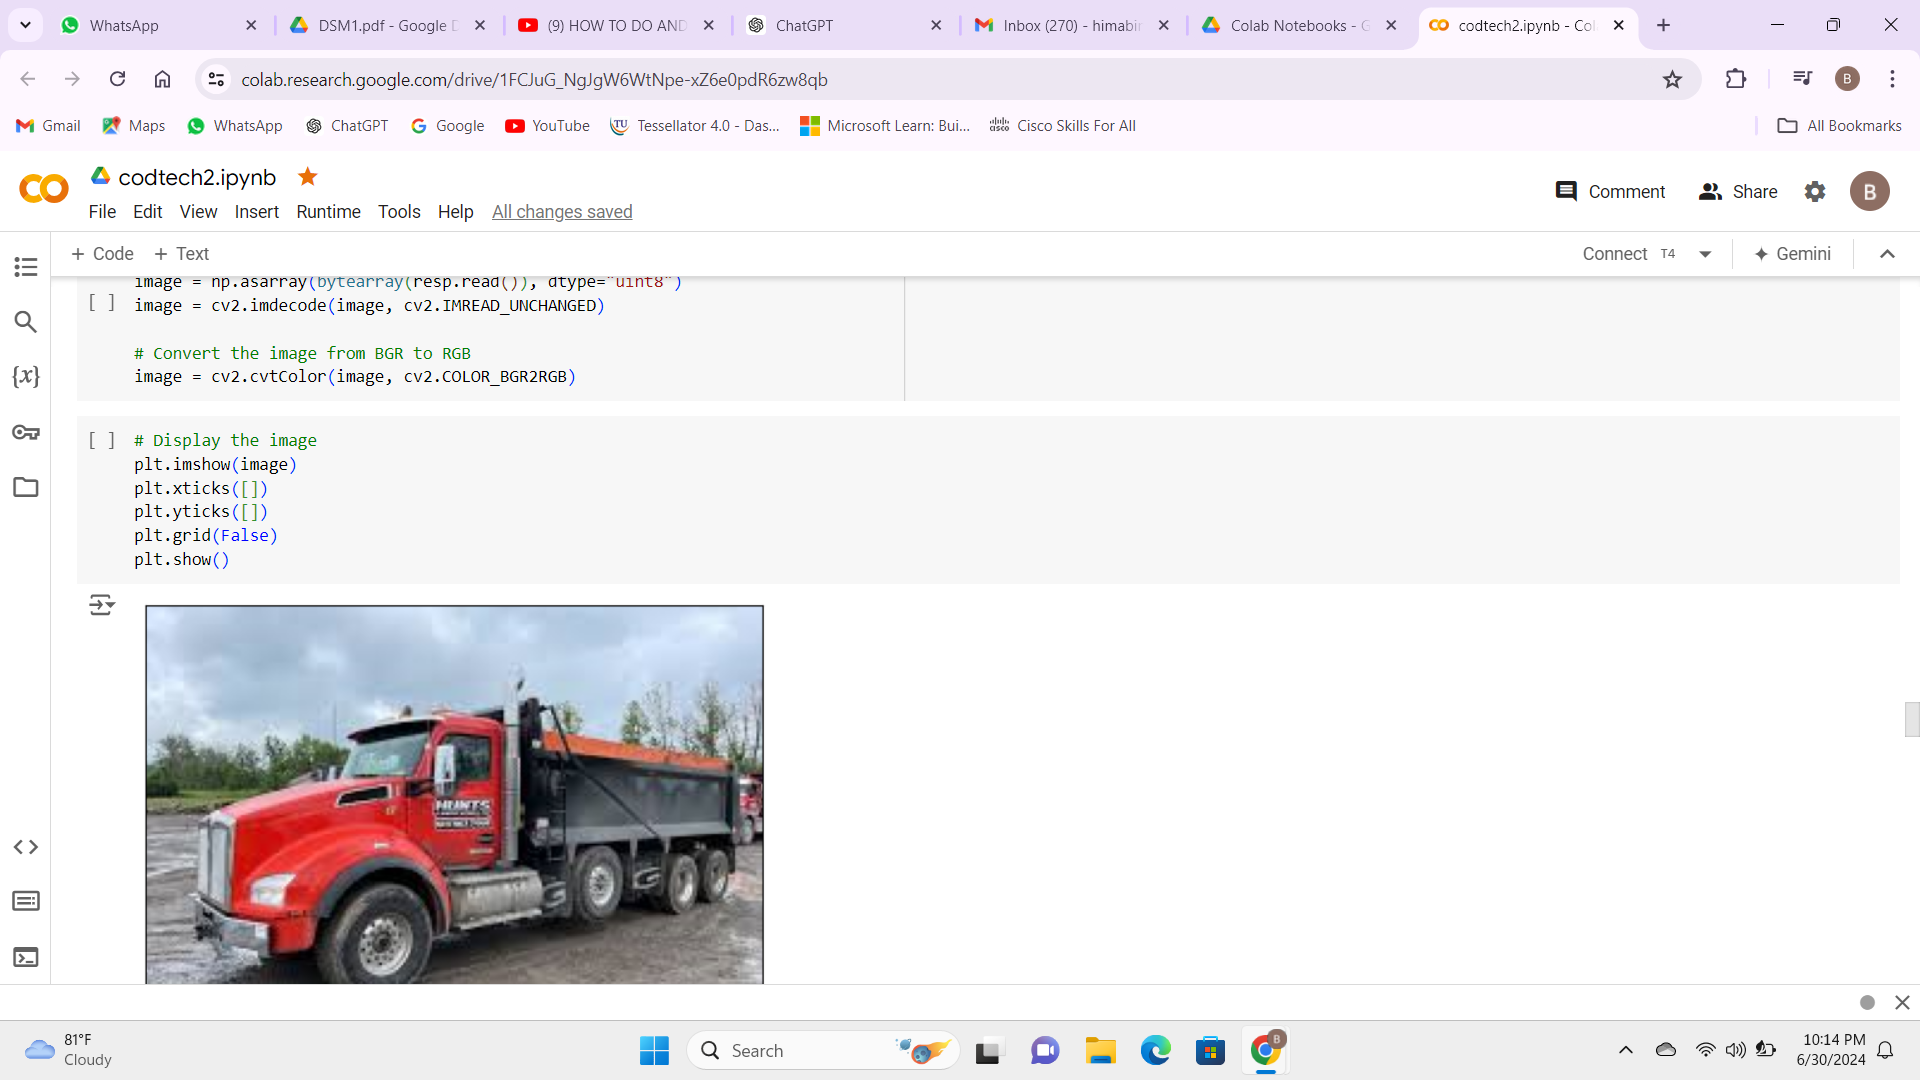 WhatsApp
DSM1.pdf - Google D
(9) HOW TO DO AND
ChatGPT
Inbox (270) - himabin
Colab Notebooks - G
codtech2.ipynb - Col
colab.research.google.com/drive/1FCJuG_NgJgW6WtNpe-xZ6e0pdR6zw8qb
B
Gmail
Maps
WhatsApp
ChatGPT
Google
YouTube
Tessellator 4.0 - Das...
Microsoft Learn: Bui...
Cisco Skills For All
All Bookmarks
codtech2.ipynb
File Edit View Insert Runtime Tools Help All changes saved
Comment
Share
B
+ Code + Text
Connect T4
Gemini
image = np.asarray(bytearray(resp.read()), dtype="uint8")
[ ] image = cv2.imdecode(image, cv2.IMREAD_UNCHANGED)
# Convert the image from BGR to RGB
image = cv2.cvtColor(image, cv2.COLOR_BGR2RGB)
[ ] # Display the image
plt.imshow(image)
plt.xticks([])
plt.yticks([])
plt.grid(False)
plt.show()
HUNTS
81°F
Cloudy
Search
B
10:14 PM
6/30/2024